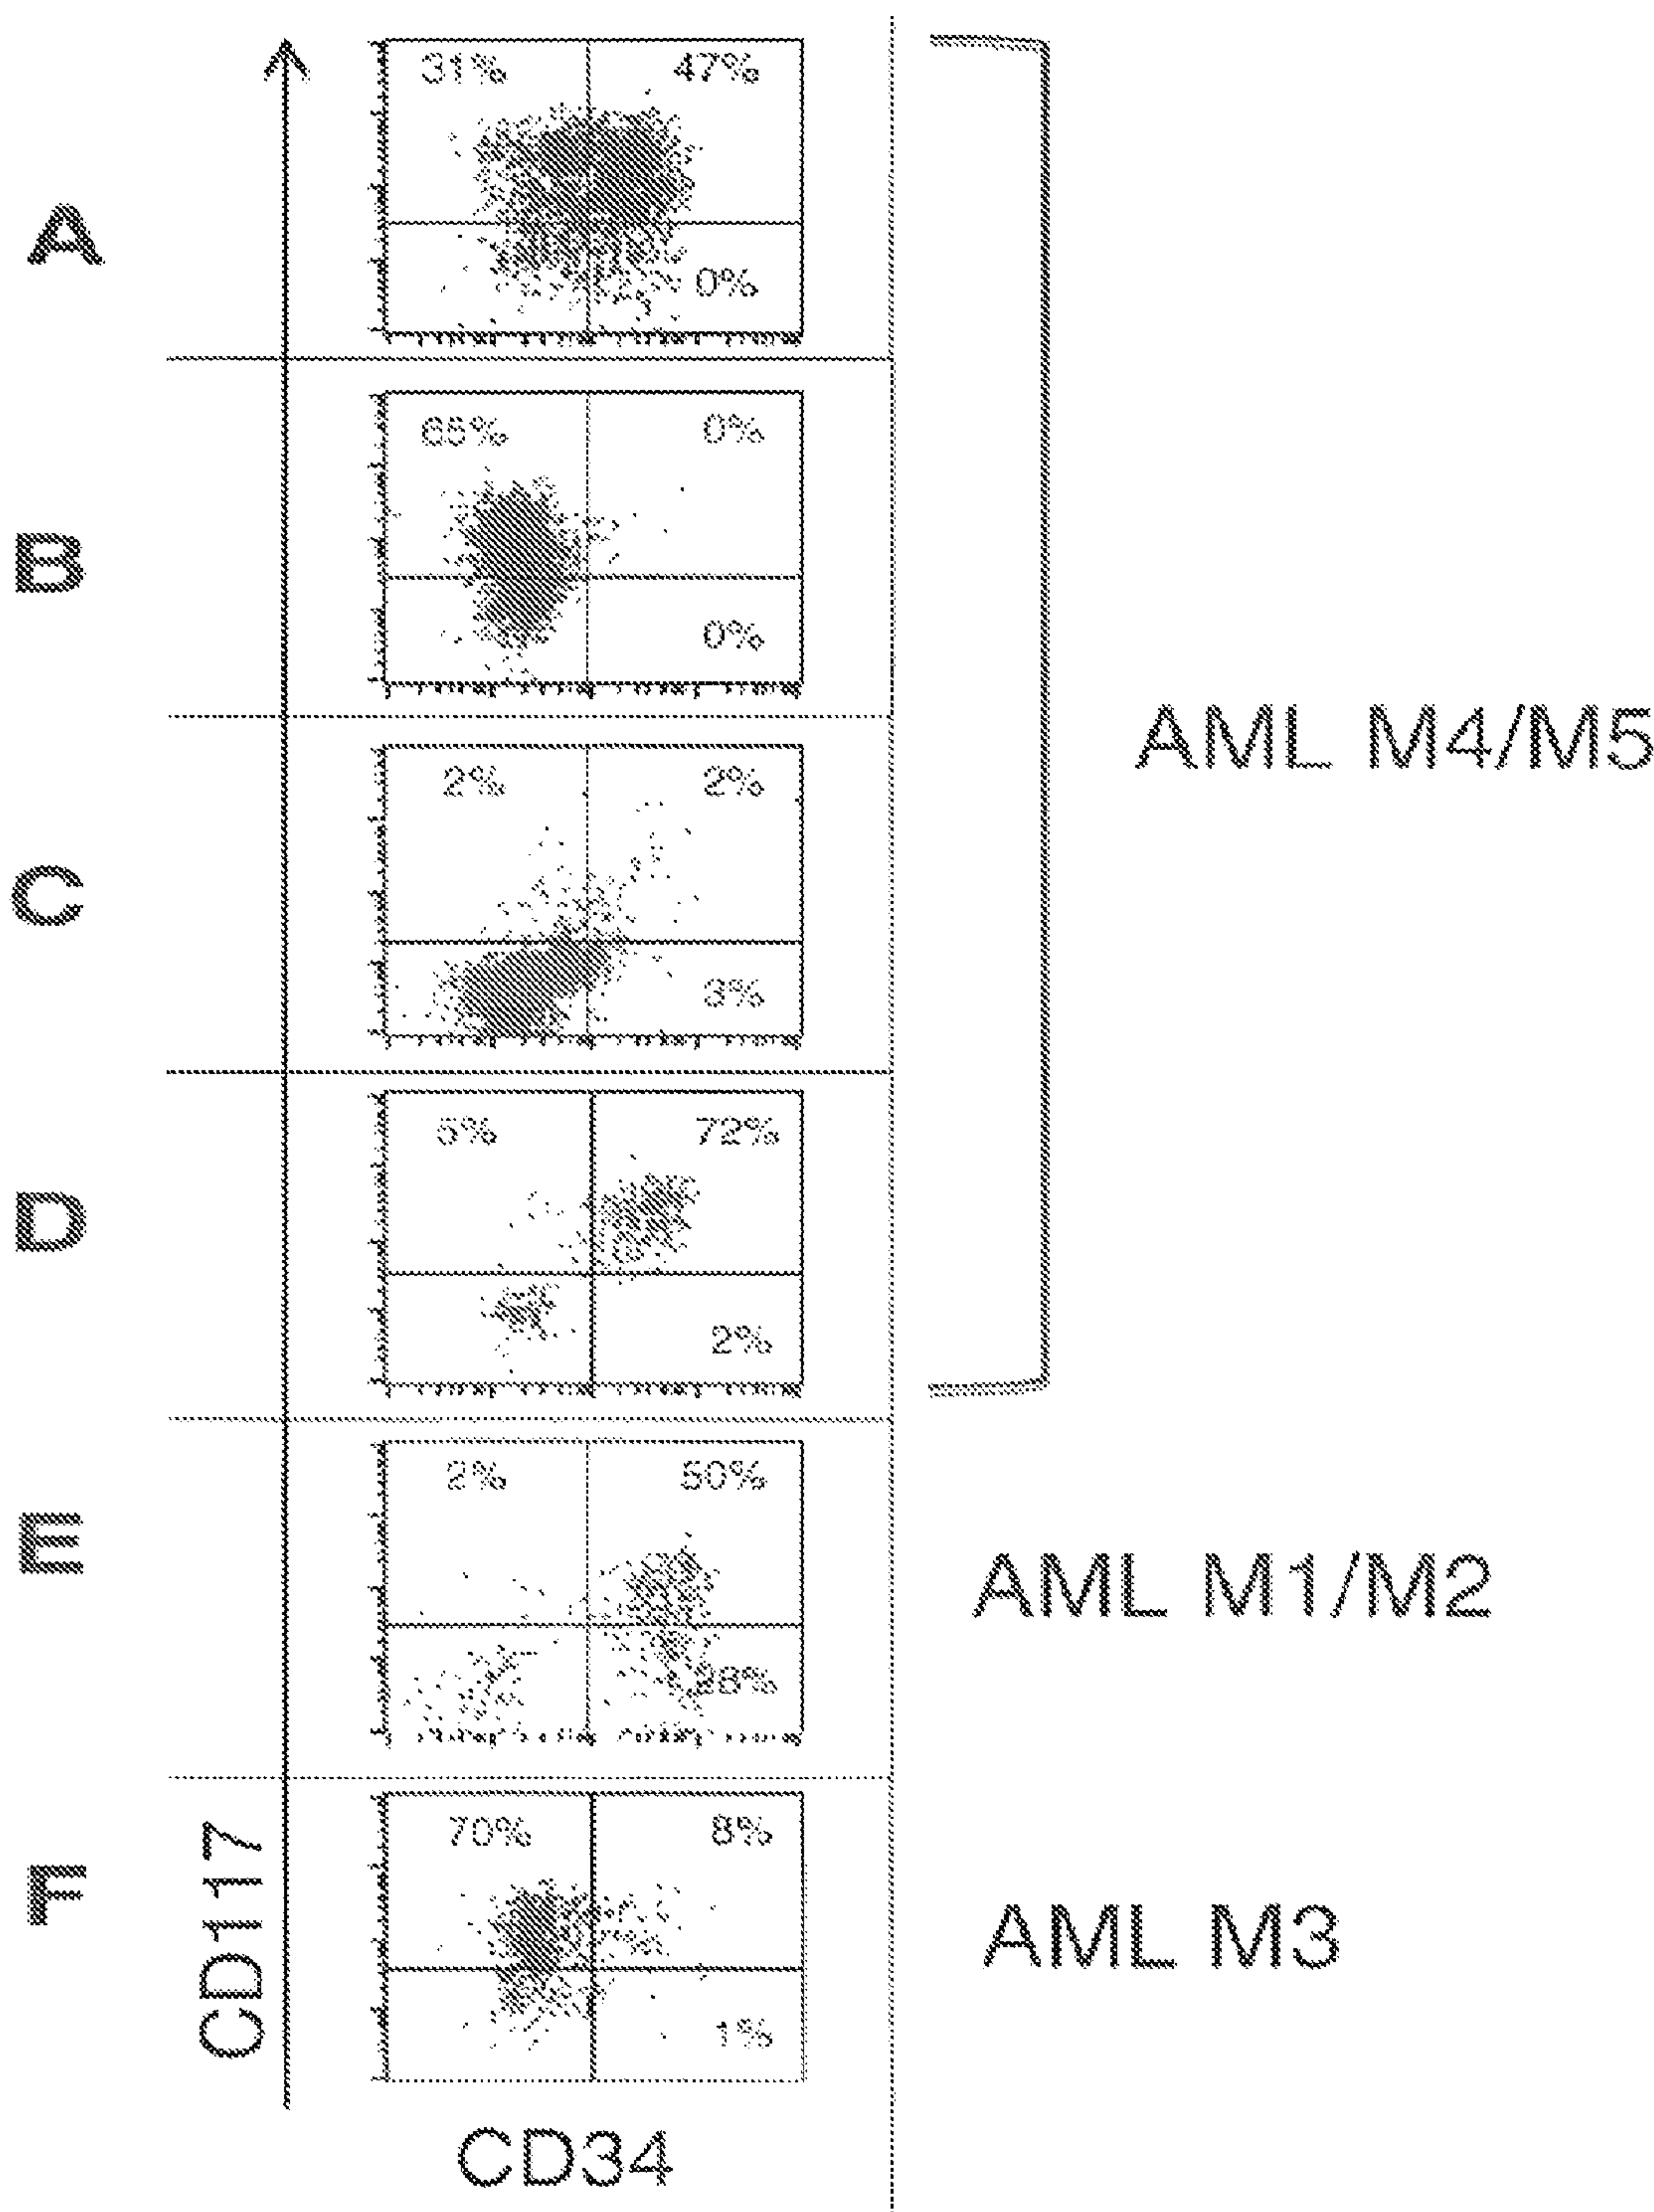 31% 47%
A
0%
65% 0%
B
0%
AML M4/M5
2% 2%
C
3%
5% 72%
D
2%
2% 50%
E
AML M1/M2
28%
70% 8%
F
AML M3
1%
CD117
CD34